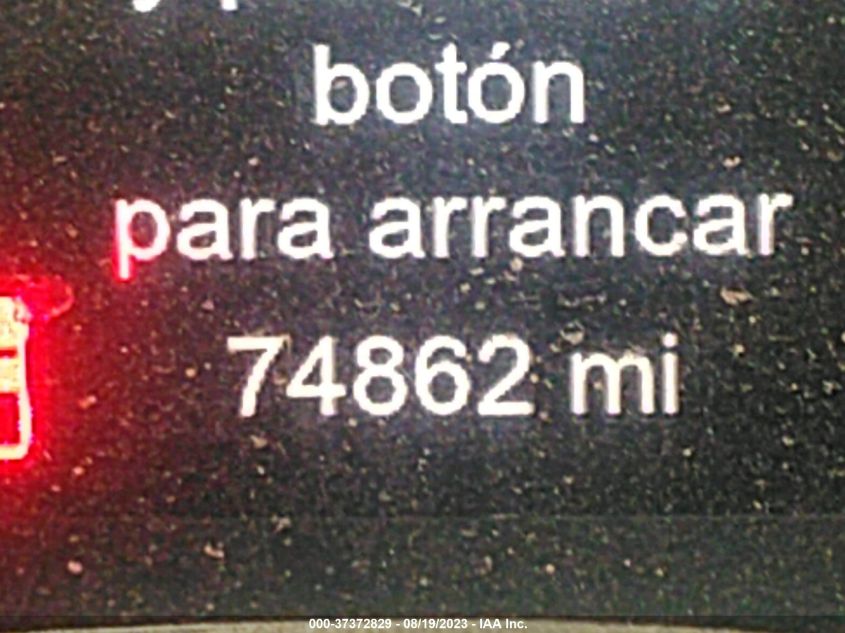 botón
para arrancar
74862 mi
000-37372829 - 08/19/2023 - IAA Inc.